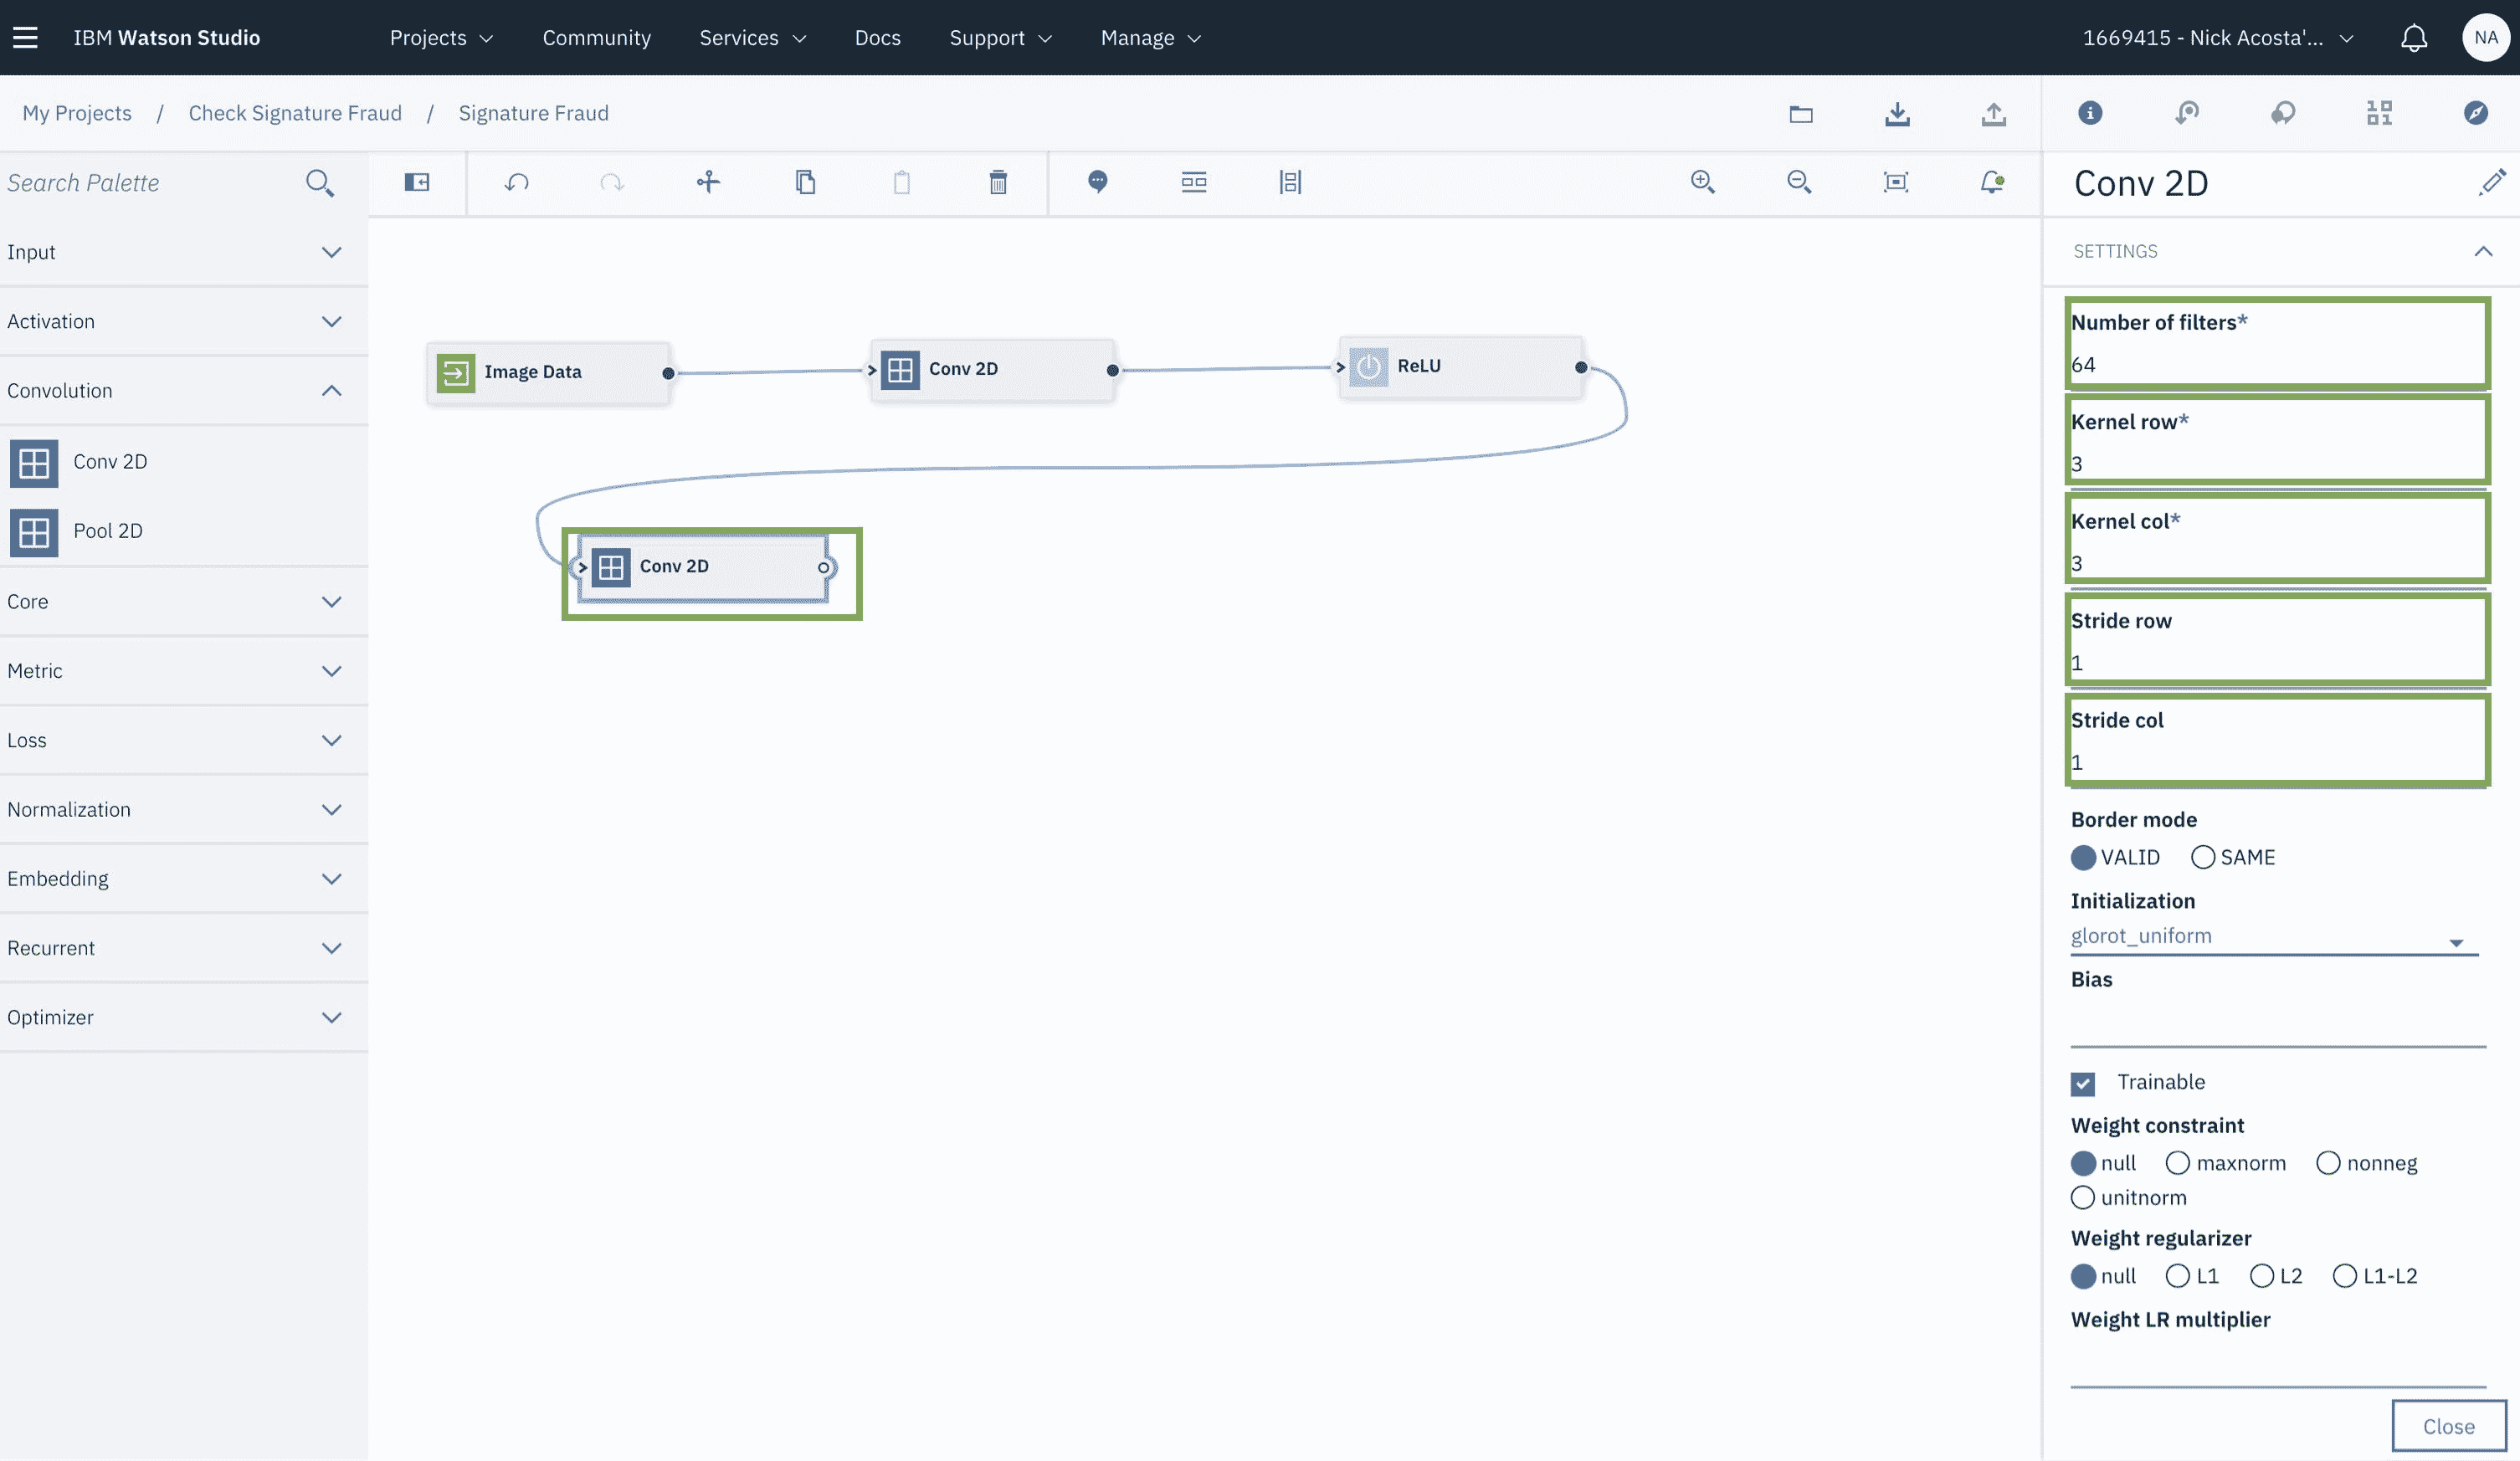 IBM Watson Studio
Projects
Community
Services
Docs
Support
Manage
1669415 - Nick Acosta'...
NA
My Projects / Check Signature Fraud / Signature Fraud
Search Palette
Input
Activation
Convolution
Conv 2D
Pool 2D
Core
Metric
Loss
Normalization
Embedding
Recurrent
Optimizer
Image Data
Conv 2D
ReLU
Conv 2D
Conv 2D
SETTINGS
Number of filters*
64
Kernel row*
3
Kernel col*
3
Stride row
1
Stride col
1
Border mode
VALID SAME
Initialization
glorot_uniform
Bias
Trainable
Weight constraint
null maxnorm nonneg
unitnorm
Weight regularizer
null L1 L2 L1-L2
Weight LR multiplier
Close